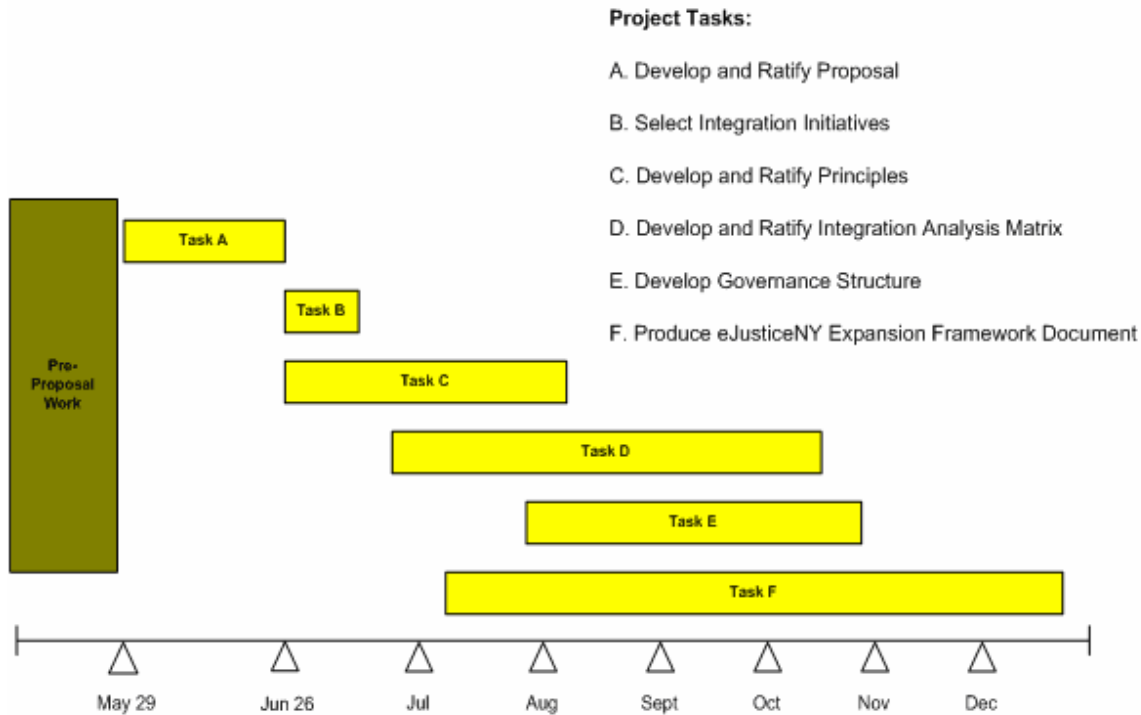 Project Tasks:
A. Develop and Ratify Proposal
B. Select Integration Initiatives
C. Develop and Ratify Principles
D. Develop and Ratify Integration Analysis Matrix
E. Develop Governance Structure
F. Produce eJusticeNY Expansion Framework Document
Pre-
Proposal
Work
Task A
Task B
Task C
Task D
Task E
Task F
May 29
Jun 26
Jul
Aug
Sept
Oct
Nov
Dec